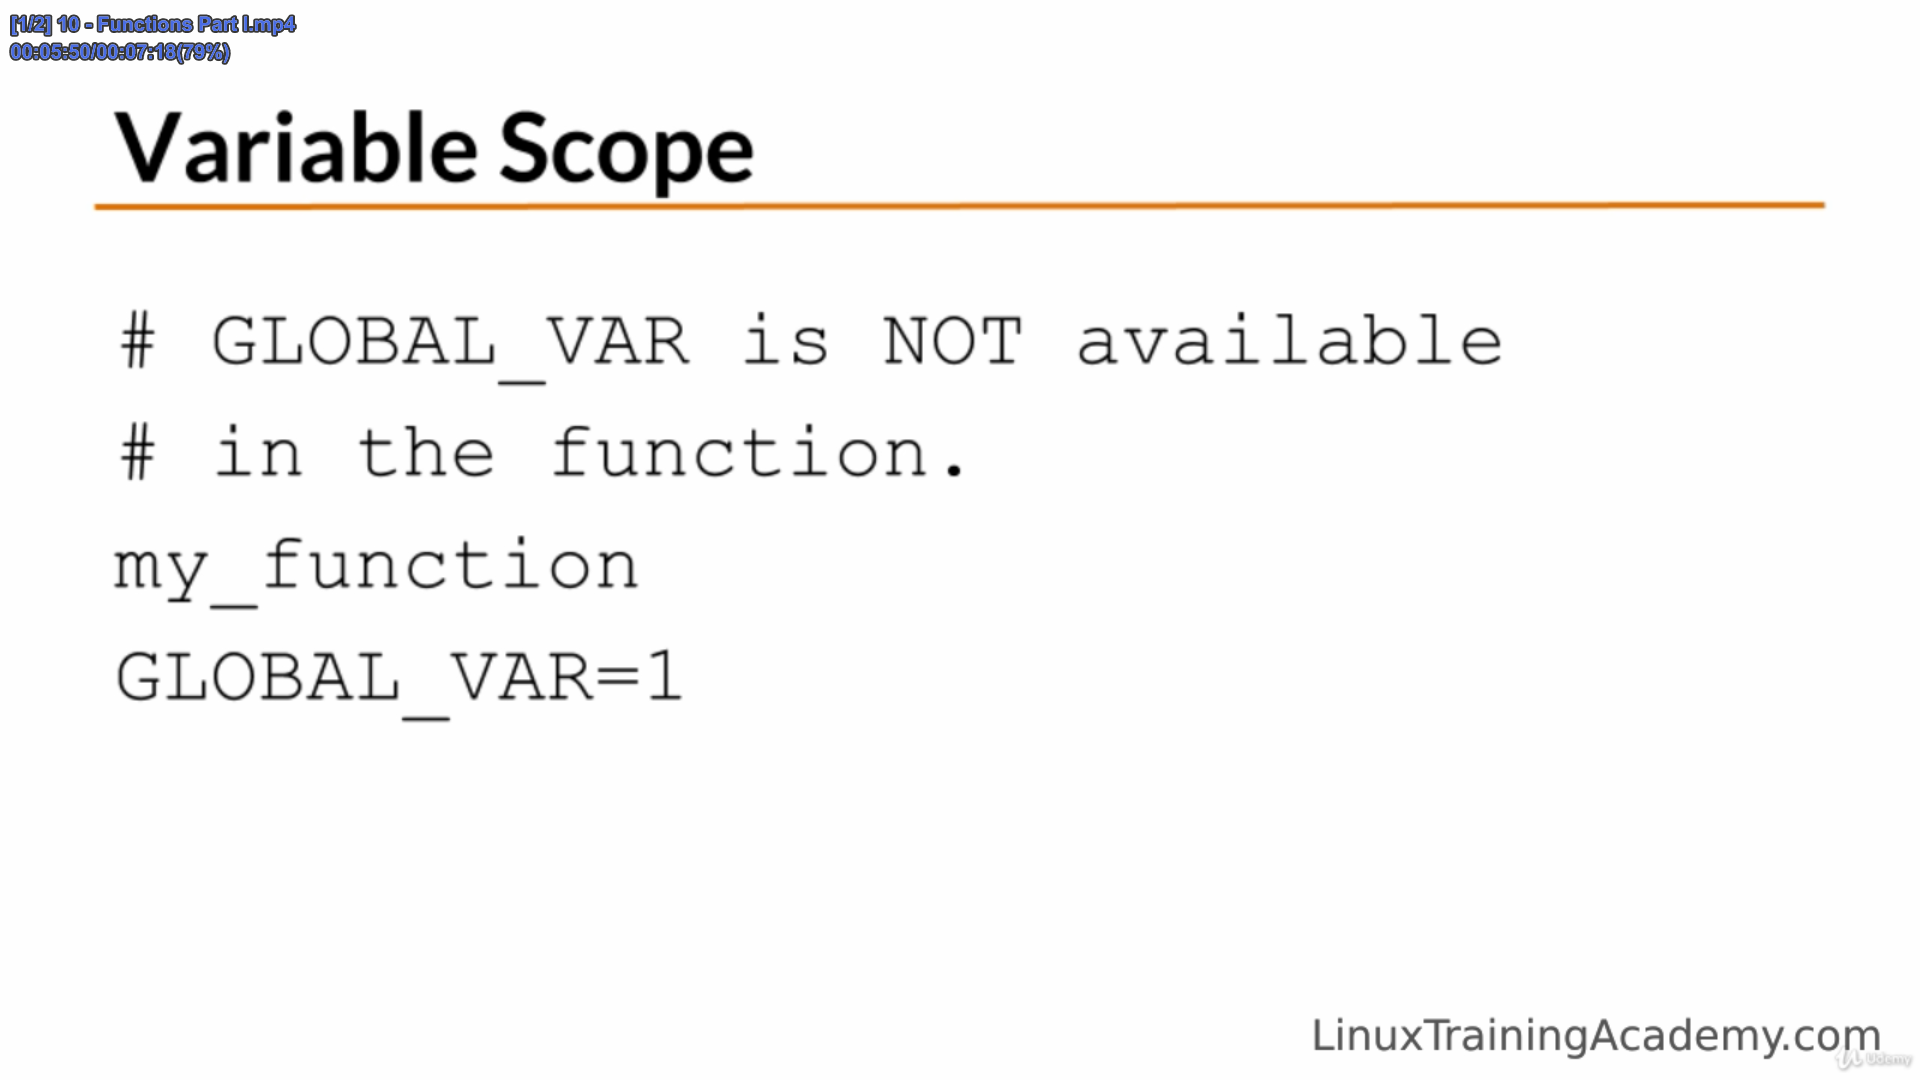 [1/2] 10 - Functions Part I.mp4
00:05:50/00:07:18(79%)
Variable Scope
# GLOBAL_VAR is NOT available
# in the function.
my_function
GLOBAL_VAR=1
LinuxTrainingAcademy.com
Udemy